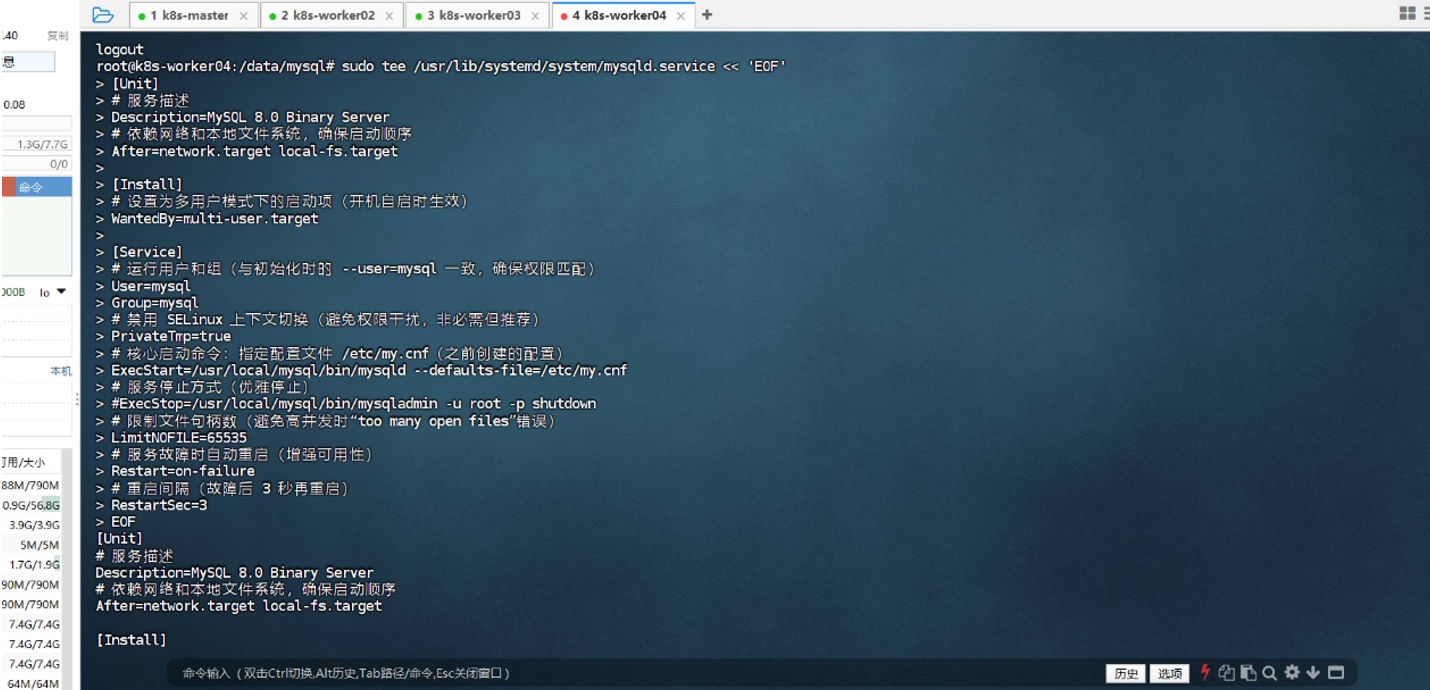 1 k8s-master
2 k8s-worker02
3 k8s-worker03
4 k8s-worker04
.40 复制
息
0.08
1.3G/7.7G
0/0
命令
000B lo
本机
可用/大小
88M/790M
0.9G/56.8G
3.9G/3.9G
5M/5M
1.7G/1.9G
90M/790M
90M/790M
7.4G/7.4G
7.4G/7.4G
7.4G/7.4G
64M/64M
logout
root@k8s-worker04:/data/mysql# sudo tee /usr/lib/systemd/system/mysqld.service << 'EOF'
> [Unit]
> # 服务描述
> Description=MySQL 8.0 Binary Server
> # 依赖网络和本地文件系统，确保启动顺序
> After=network.target local-fs.target
>
> [Install]
> # 设置为多用户模式下的启动项（开机自启时生效）
> WantedBy=multi-user.target
>
> [Service]
> # 运行用户和组（与初始化时的 --user=mysql 一致，确保权限匹配）
> User=mysql
> Group=mysql
> # 禁用 SELinux 上下文切换（避免权限干扰，非必需但推荐）
> PrivateTmp=true
> # 核心启动命令：指定配置文件 /etc/my.cnf（之前创建的配置）
> ExecStart=/usr/local/mysql/bin/mysqld --defaults-file=/etc/my.cnf
> # 服务停止方式（优雅停止）
> #ExecStop=/usr/local/mysql/bin/mysqladmin -u root -p shutdown
> # 限制文件句柄数（避免高并发时“too many open files”错误）
> LimitNOFILE=65535
> # 服务故障时自动重启（增强可用性）
> Restart=on-failure
> # 重启间隔（故障后 3 秒再重启）
> RestartSec=3
> EOF
[Unit]
# 服务描述
Description=MySQL 8.0 Binary Server
# 依赖网络和本地文件系统，确保启动顺序
After=network.target local-fs.target

[Install]
命令输入（双击Ctrl切换,Alt历史,Tab路径/命令,Esc关闭窗口）
历史 选项